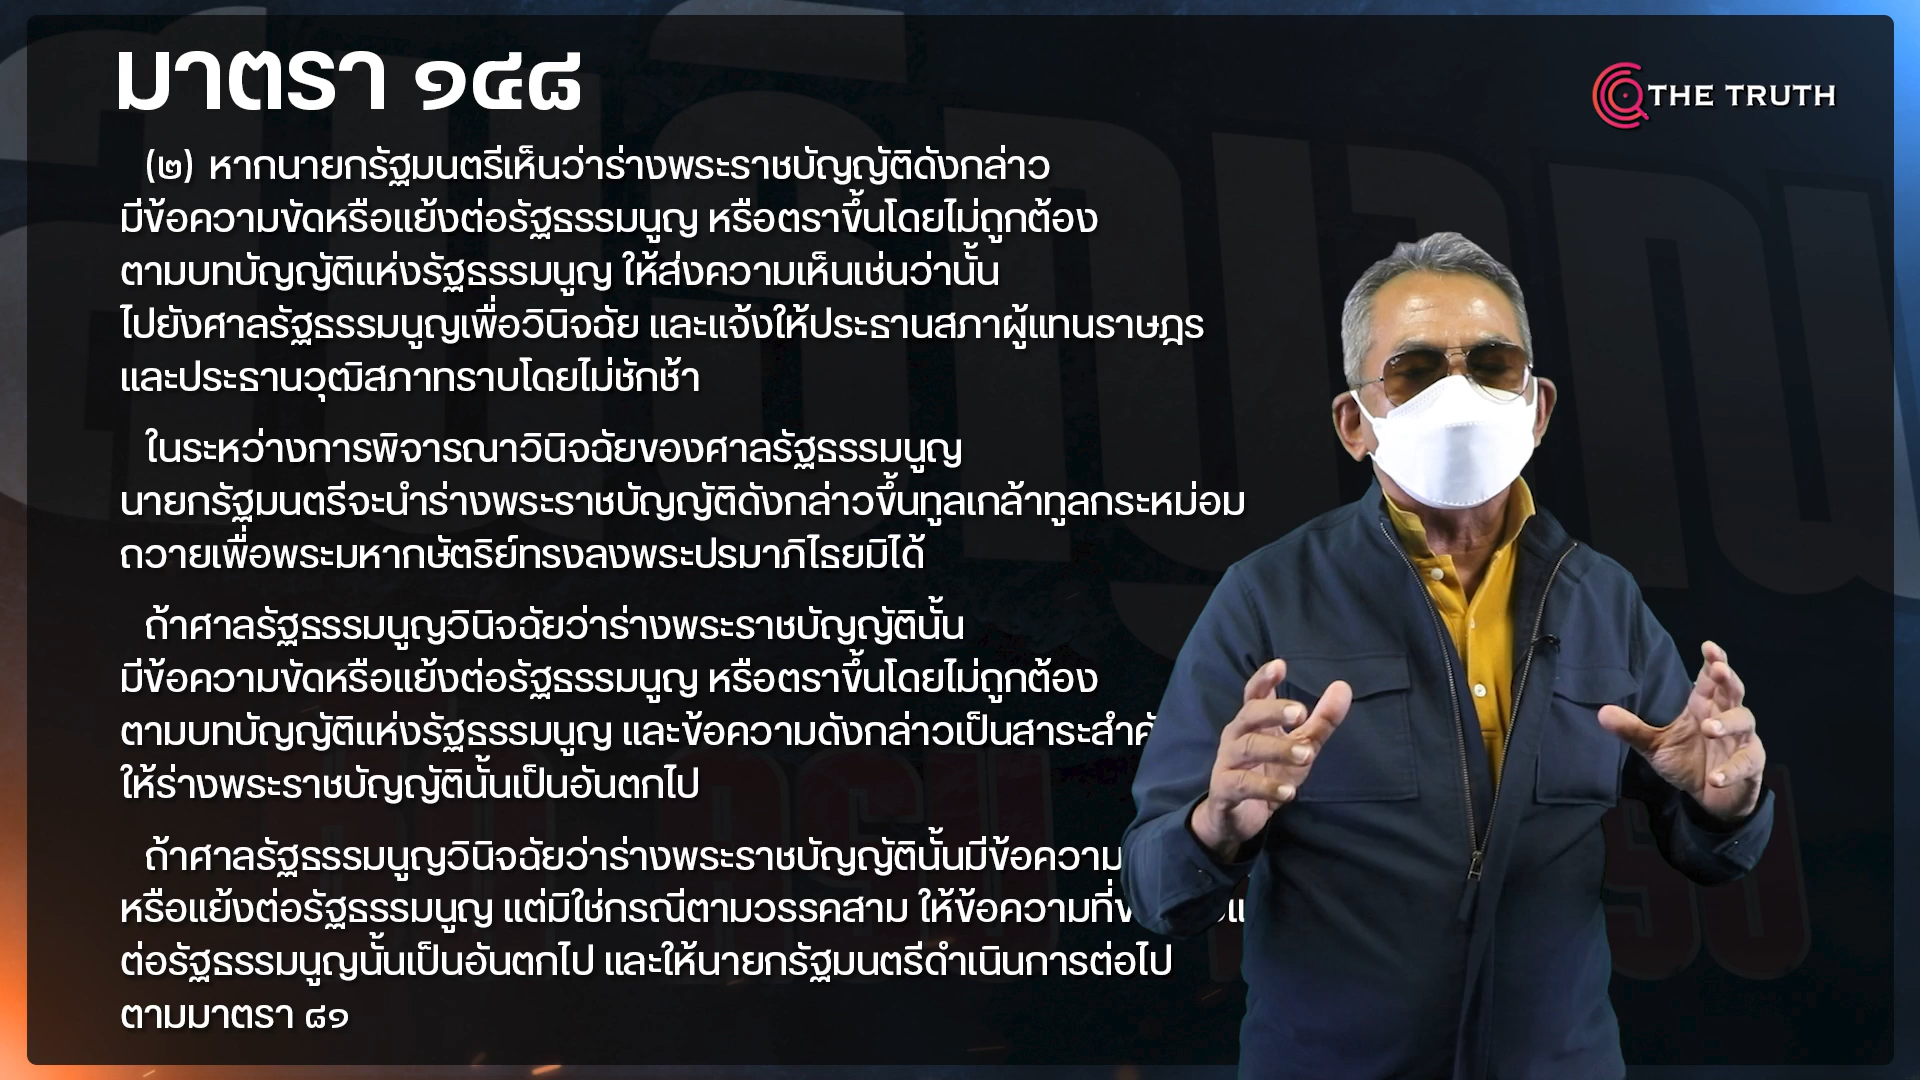 มาตรา ๑๔๘
THE TRUTH
(๒) หากนายกรัฐมนตรีเห็นว่าร่างพระราชบัญญัติดังกล่าว
มีข้อความขัดหรือแย้งต่อรัฐธรรมนูญ หรือตราขึ้นโดยไม่ถูกต้อง
ตามบทบัญญัติแห่งรัฐธรรมนูญ ให้ส่งความเห็นเช่นว่านั้น
ไปยังศาลรัฐธรรมนูญเพื่อวินิจฉัย และแจ้งให้ประธานสภาผู้แทนราษฎร
และประธานวุฒิสภาทราบโดยไม่ชักช้า
ในระหว่างการพิจารณาวินิจฉัยของศาลรัฐธรรมนูญ
นายกรัฐมนตรีจะนำร่างพระราชบัญญัติดังกล่าวขึ้นทูลเกล้าทูลกระหม่อม
ถวายเพื่อพระมหากษัตริย์ทรงลงพระปรมาภิไธยมิได้
ถ้าศาลรัฐธรรมนูญวินิจฉัยว่าร่างพระราชบัญญัตินั้น
มีข้อความขัดหรือแย้งต่อรัฐธรรมนูญ หรือตราขึ้นโดยไม่ถูกต้อง
ตามบทบัญญัติแห่งรัฐธรรมนูญ และข้อความดังกล่าวเป็นสาระ
ให้ร่างพระราชบัญญัตินั้นเป็นอันตกไป
ถ้าศาลรัฐธรรมนูญวินิจฉัยว่าร่างพระราชบัญญัตินั้นมีข้อความ
หรือแย้งต่อรัฐธรรมนูญ แต่มิใช่กรณีตามวรรคสาม ให้ข้อความที่
ต่อรัฐธรรมนูญนั้นเป็นอันตกไป และให้นายกรัฐมนตรีดำเนินการต่อไป
ตามมาตรา ๘๑